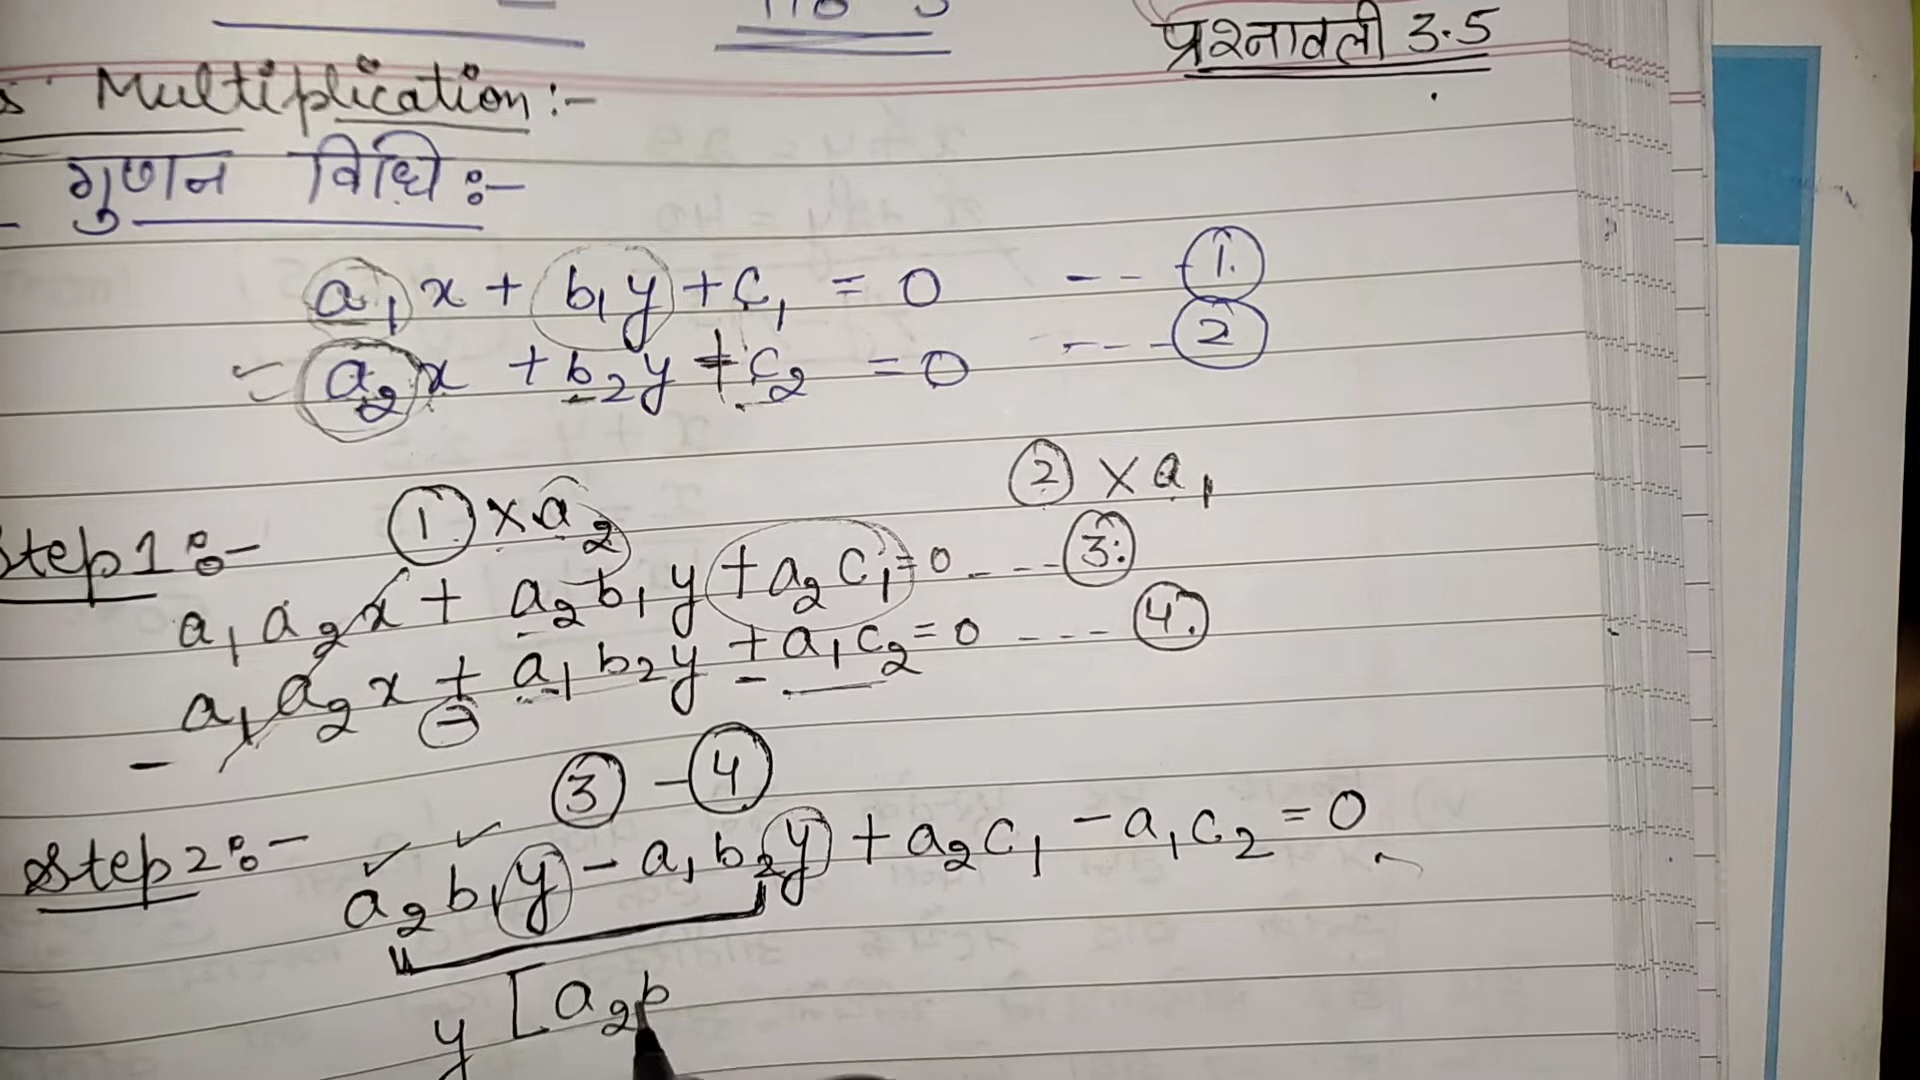 प्रश्नावली 3.5
Multiplication :-
गुणन विधि :-
a₁x + b₁y + c₁ = 0 --- 1.
a₂x + b₂y + c₂ = 0 ---- 2
Step 1 :- 1 × a₂ 2 × a₁
a₁a₂x + a₂b₁y + a₂c₁ = 0 --- 3.
a₁a₂x + a₁b₂y + a₁c₂ = 0 --- 4.
- - -
3 - 4
Step 2 :- a₂b₁y - a₁b₂y + a₂c₁ - a₁c₂ = 0
y [a₂b